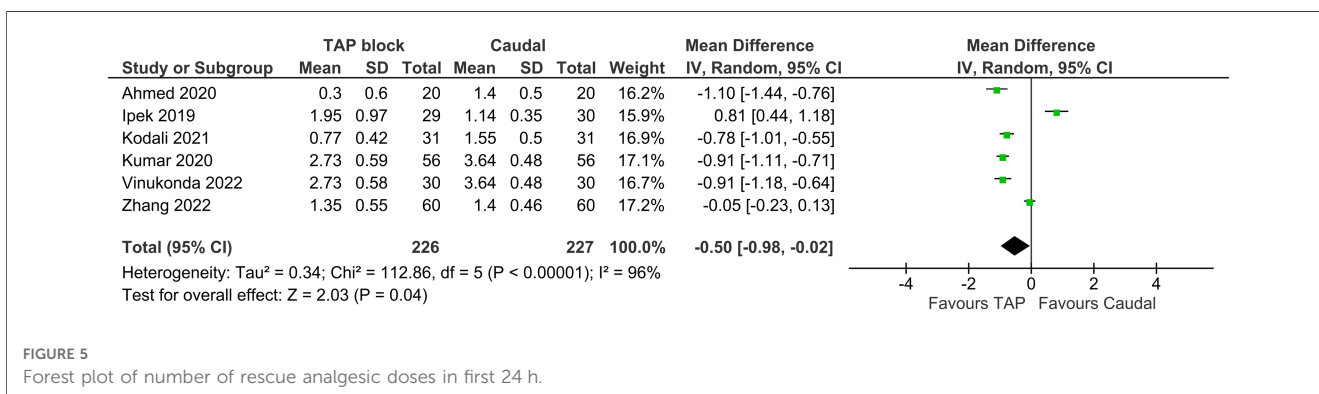 TAP block Caudal Mean Difference Mean Difference
Study or Subgroup Mean SD Total Mean SD Total Weight IV, Random, 95% CI IV, Random, 95% CI
Ahmed 2020 0.3 0.6 20 1.4 0.5 20 16.2% -1.10 [-1.44, -0.76]
Ipek 2019 1.95 0.97 29 1.14 0.35 30 15.9% 0.81 [0.44, 1.18]
Kodali 2021 0.77 0.42 31 1.55 0.5 31 16.9% -0.78 [-1.01, -0.55]
Kumar 2020 2.73 0.59 56 3.64 0.48 56 17.1% -0.91 [-1.11, -0.71]
Vinukonda 2022 2.73 0.58 30 3.64 0.48 30 16.7% -0.91 [-1.18, -0.64]
Zhang 2022 1.35 0.55 60 1.4 0.46 60 17.2% -0.05 [-0.23, 0.13]
Total (95% CI) 226 227 100.0% -0.50 [-0.98, -0.02]
Heterogeneity: Tau² = 0.34; Chi² = 112.86, df = 5 (P < 0.00001); I² = 96%
Test for overall effect: Z = 2.03 (P = 0.04)
-4 -2 0 2 4
Favours TAP Favours Caudal
FIGURE 5
Forest plot of number of rescue analgesic doses in first 24 h.